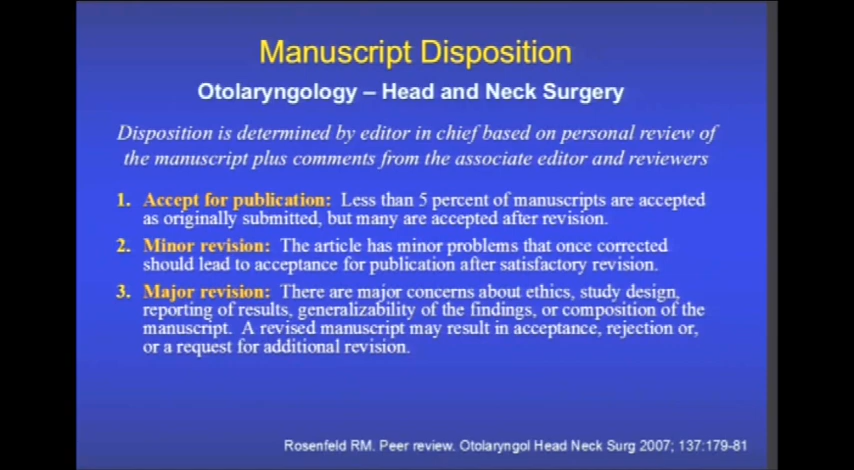 Manuscript Disposition
Otolaryngology – Head and Neck Surgery
Disposition is determined by editor in chief based on personal review of
the manuscript plus comments from the associate editor and reviewers
1. Accept for publication: Less than 5 percent of manuscripts are accepted
as originally submitted, but many are accepted after revision.
2. Minor revision: The article has minor problems that once corrected
should lead to acceptance for publication after satisfactory revision.
3. Major revision: There are major concerns about ethics, study design,
reporting of results, generalizability of the findings, or composition of the
manuscript. A revised manuscript may result in acceptance, rejection or,
or a request for additional revision.
Rosenfeld RM. Peer review. Otolaryngol Head Neck Surg 2007; 137:179-81